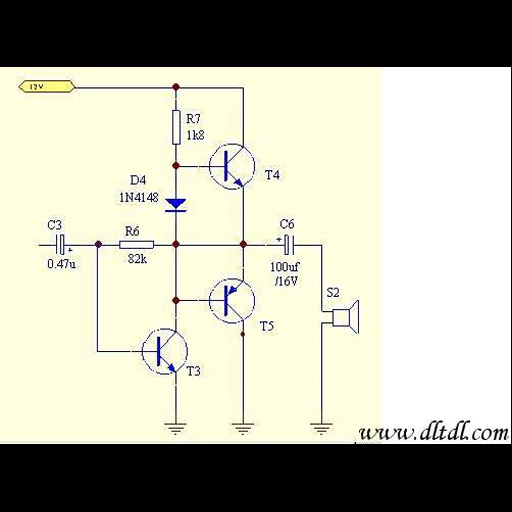 12V
R7
1k8
T4
D4
1N4148
C3
0.47u
R6
82k
C6
100uf
/16V
S2
T5
T3
www.dltdl.com